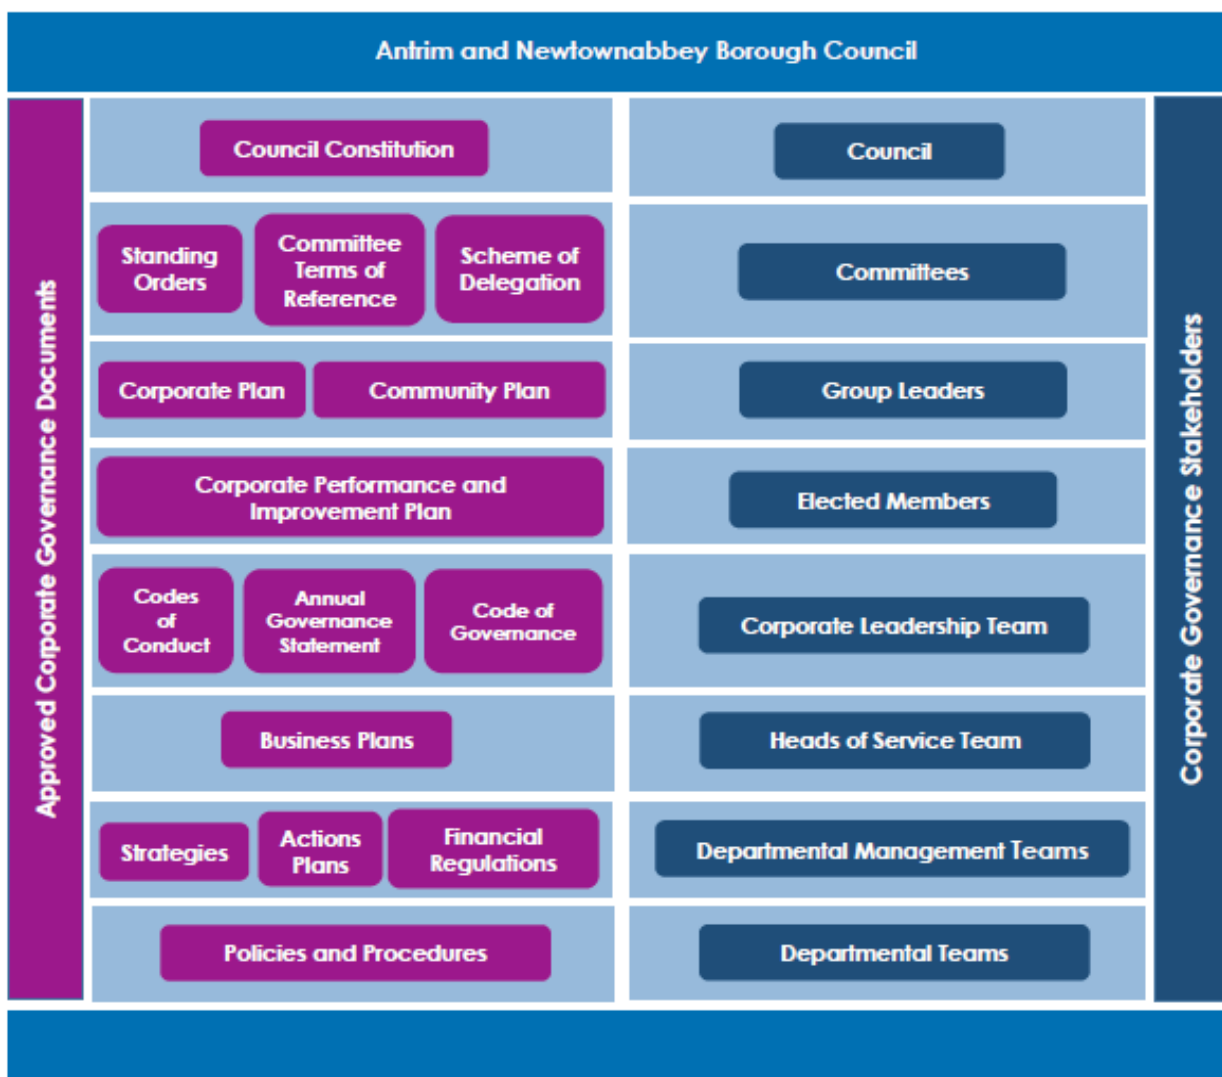 Antrim and Newtownabbey Borough Council
Approved Corporate Governance Documents
Council Constitution
Council
Standing
Orders
Committee
Terms of
Reference
Scheme of
Delegation
Committees
Corporate Plan
Community Plan
Group Leaders
Corporate Performance and
Improvement Plan
Elected Members
Codes
of
Conduct
Annual
Governance
Statement
Code of
Governance
Corporate Leadership Team
Business Plans
Heads of Service Team
Strategies
Actions
Plans
Financial
Regulations
Departmental Management Teams
Policies and Procedures
Departmental Teams
Corporate Governance Stakeholders